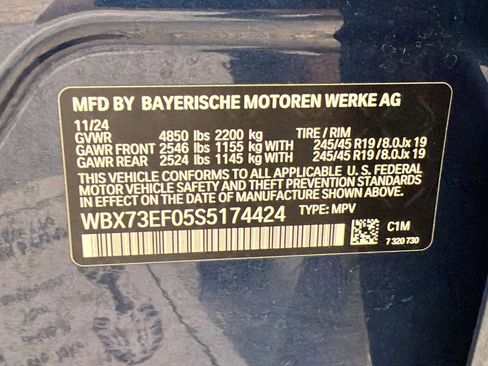 MFD BY BAYERISCHE MOTOREN WERKE AG
11/24
GVWR 4850 lbs 2200 kg TIRE / RIM
GAWR FRONT 2546 lbs 1155 kg WITH 245/45 R19 / 8.0Jx 19
GAWR REAR 2524 lbs 1145 kg WITH 245/45 R19 / 8.0Jx 19
THIS VEHICLE CONFORMS TO ALL APPLICABLE U. S. FEDERAL
MOTOR VEHICLE SAFETY AND THEFT PREVENTION STANDARDS
IN EFFECT ON THE DATE OF MANUFACTURE SHOWN ABOVE.
WBX73EF05S5174424 TYPE: MPV
C1M
7 320 730